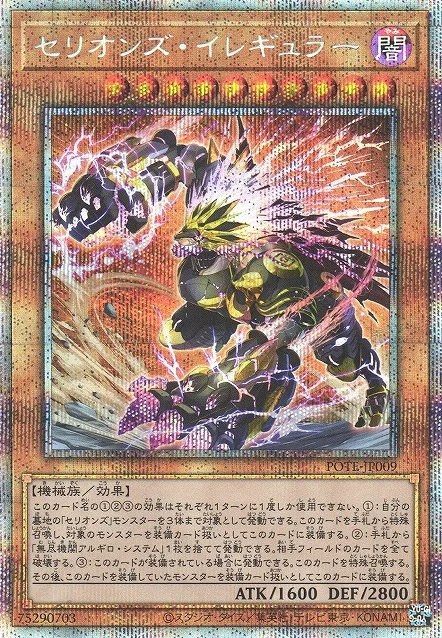 セリオンズ・イレギュラー
闇
POTE-JP009
【機械族／効果】
このカード名の①②③の効果はそれぞれ１ターンに１度しか使用できない。①：自分の
墓地の「セリオンズ」モンスターを３体まで対象として発動できる。このカードを手札から特殊
召喚し、対象のモンスターを装備カード扱いとしてこのカードに装備する。②：手札から
「無尽機関アルギロ・システム」１枚を捨てて発動できる。相手フィールドのカードを全て
破壊する。③：このカードが装備されている場合に発動できる。このカードを特殊召喚する。
その後、このカードを装備していたモンスターを装備カード扱いとしてこのカードに装備する。
ATK/1600 DEF/2800
75290703 ©スタジオ・ダイス/集英社・テレビ東京・KONAMI